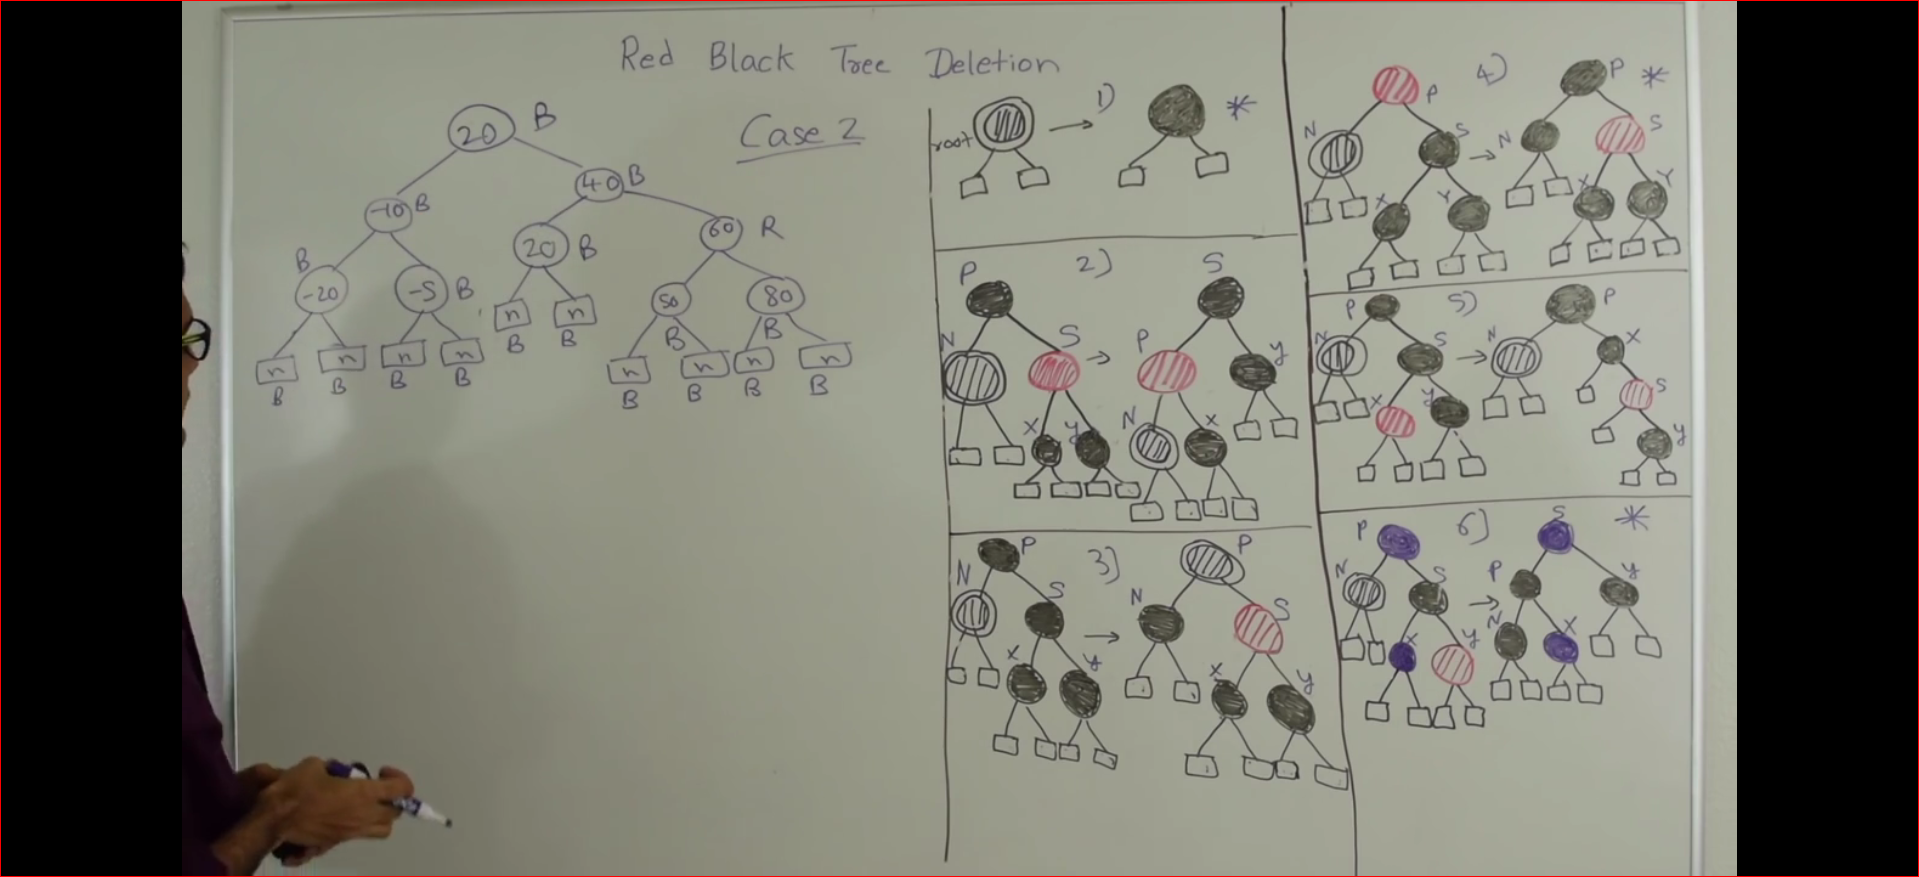 Red Black Tree Deletion
Case 2
20 B
-10 B
40 B
B -20
-5 B
20 B
60 R
50 B
80 B
n n n n n n n n n n
B B B B B B B B B B
1)
root
*
2)
P S
N S P y
X y N X
3)
P P
N S N S
X y X y
4)
P P *
N S N S
X Y X Y
5)
P P
N S N X
X y S
y
6)
P S *
N S P y
X y N X